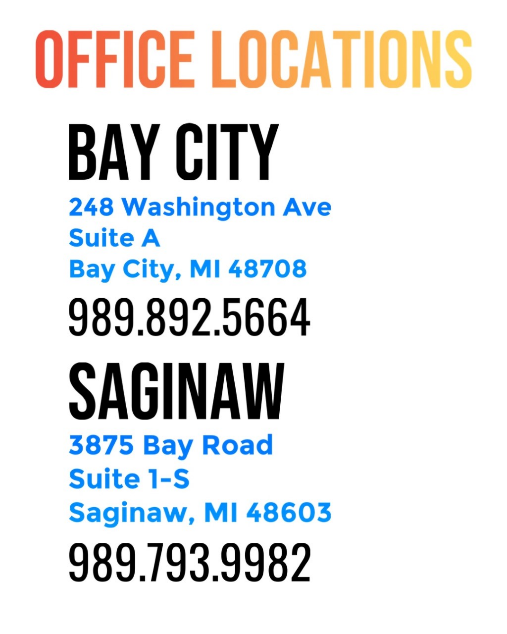 OFFICE LOCATIONS
BAY CITY
248 Washington Ave
Suite A
Bay City, MI 48708
989.892.5664
SAGINAW
3875 Bay Road
Suite 1-S
Saginaw, MI 48603
989.793.9982